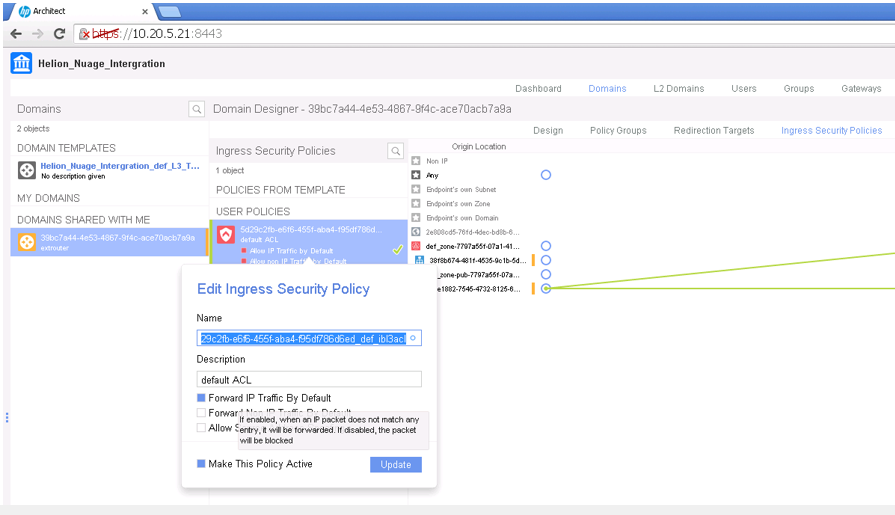 Architect
https://10.20.5.21:8443
Helion_Nuage_Intergration
Dashboard Domains L2 Domains Users Groups Gateways
Domains
Domain Designer - 39bc7a44-4e53-4867-9f4c-ace70acb7a9a
2 objects
Design Policy Groups Redirection Targets Ingress Security Policies
DOMAIN TEMPLATES
Helion_Nuage_Intergration_def_L3_T...
No description given
MY DOMAINS
DOMAINS SHARED WITH ME
39bc7a44-4e53-4867-9f4c-ace70acb7a9a
extrouter
Ingress Security Policies
1 object
POLICIES FROM TEMPLATE
USER POLICIES
5d29c2fb-e6f6-455f-aba4-f95df786d...
default ACL
Allow IP Traffic by Default
Allow non IP Traffic by Default
Origin Location
Non IP
Any
Endpoint's own Subnet
Endpoint's own Zone
Endpoint's own Domain
2e808cd5-76fd-4dec-bd8b-6...
def_zone-7797a55f-07a1-41...
38f8b674-481f-4535-9c1b-5d...
_zone-pub-7797a55f-07a...
e1882-7545-4732-8125-6...
Edit Ingress Security Policy
Name
29c2fb-e6f6-455f-aba4-f95df786d6ed_def_ibl3acl
Description
default ACL
Forward IP Traffic By Default
Forward Non IP Traffic By Default
Allow S
If enabled, when an IP packet does not match any
entry, it will be forwarded. If disabled, the packet
will be blocked
Make This Policy Active
Update